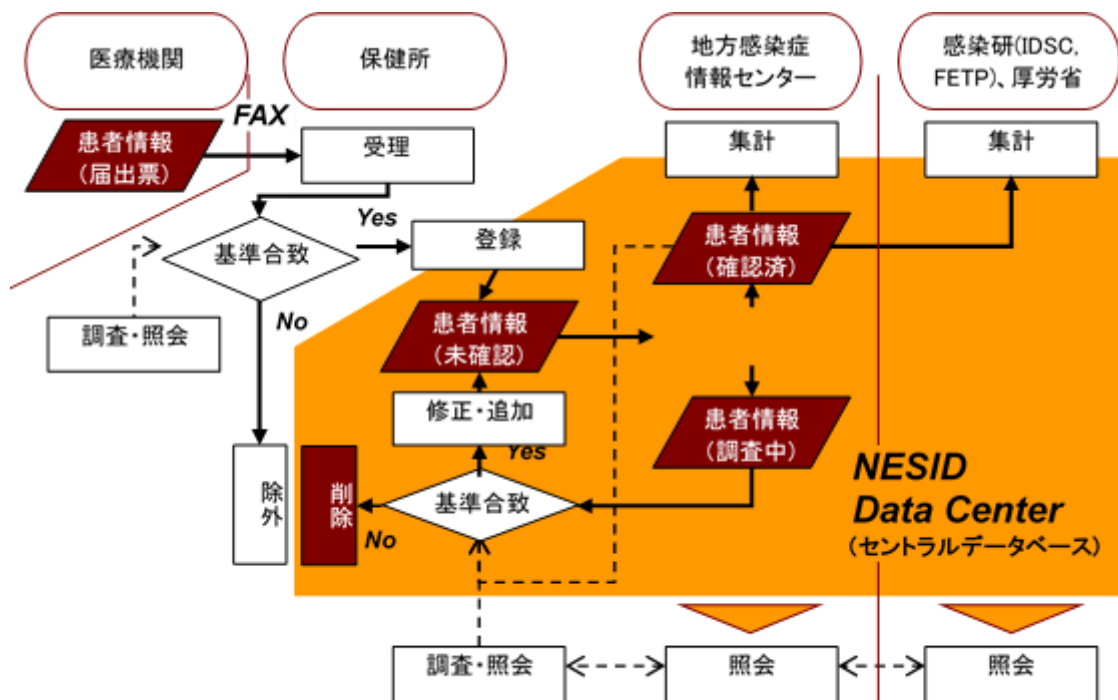 医療機関
保健所
地方感染症
情報センター
感染研(IDSC,
FETP)、厚労省
FAX
患者情報
(届出票)
受理
集計
集計
Yes
基準合致
登録
患者情報
(確認済)
No
調査・照会
患者情報
(未確認)
修正・追加
患者情報
(調査中)
Yes
除外
削除
基準合致
No
NESID
Data Center
(セントラルデータベース)
調査・照会
照会
照会